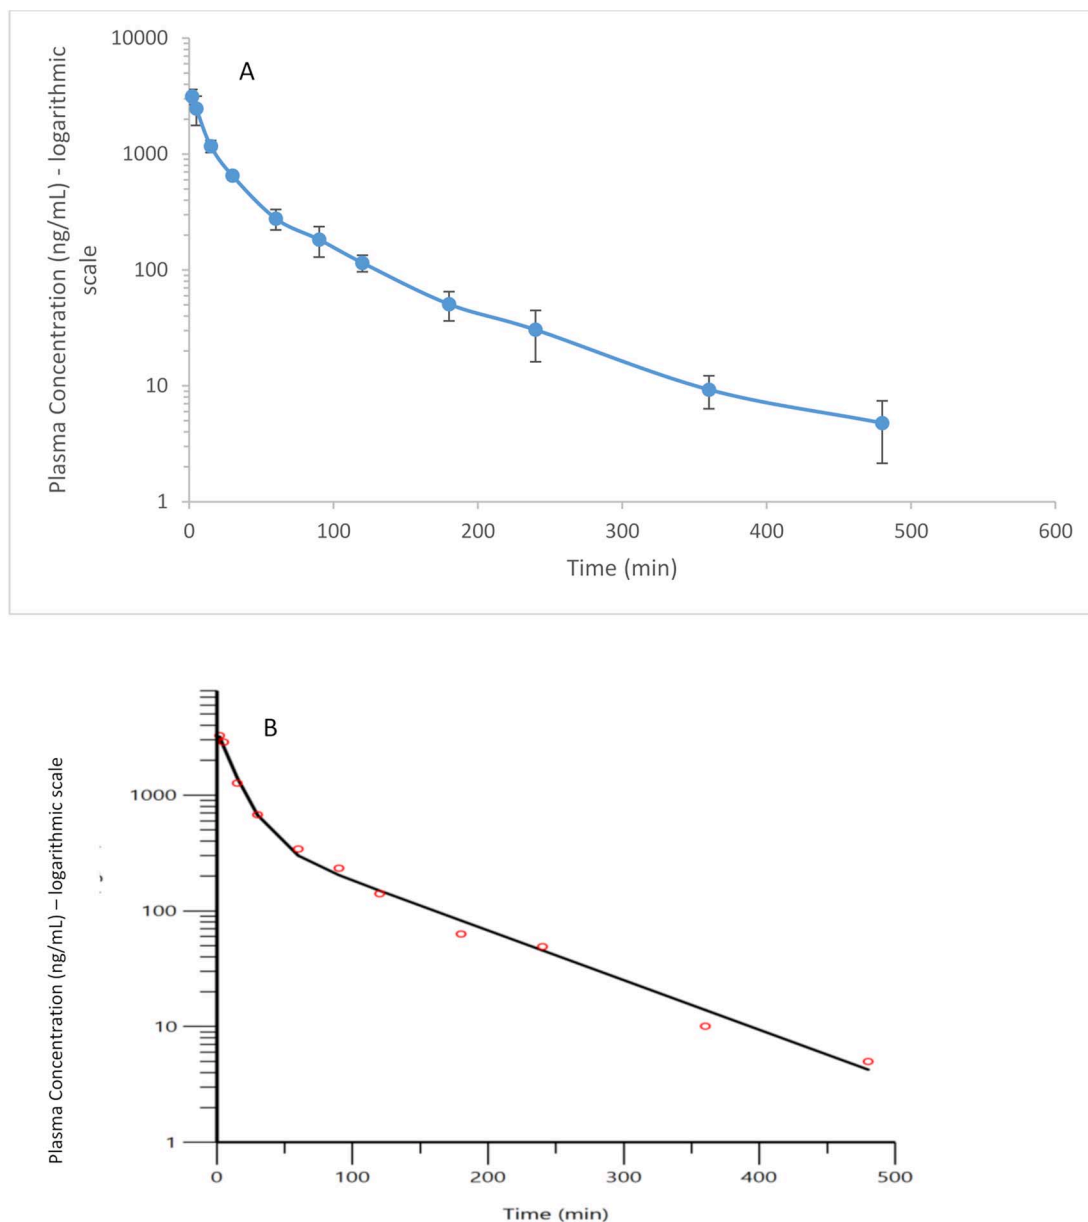 10000
A
1000
100
10
1
0 100 200 300 400 500 600
Plasma Concentration (ng/mL) - logarithmic
scale
Time (min)
B
1000
100
10
1
0 100 200 300 400 500
Plasma Concentration (ng/mL) – logarithmic scale
Time (min)